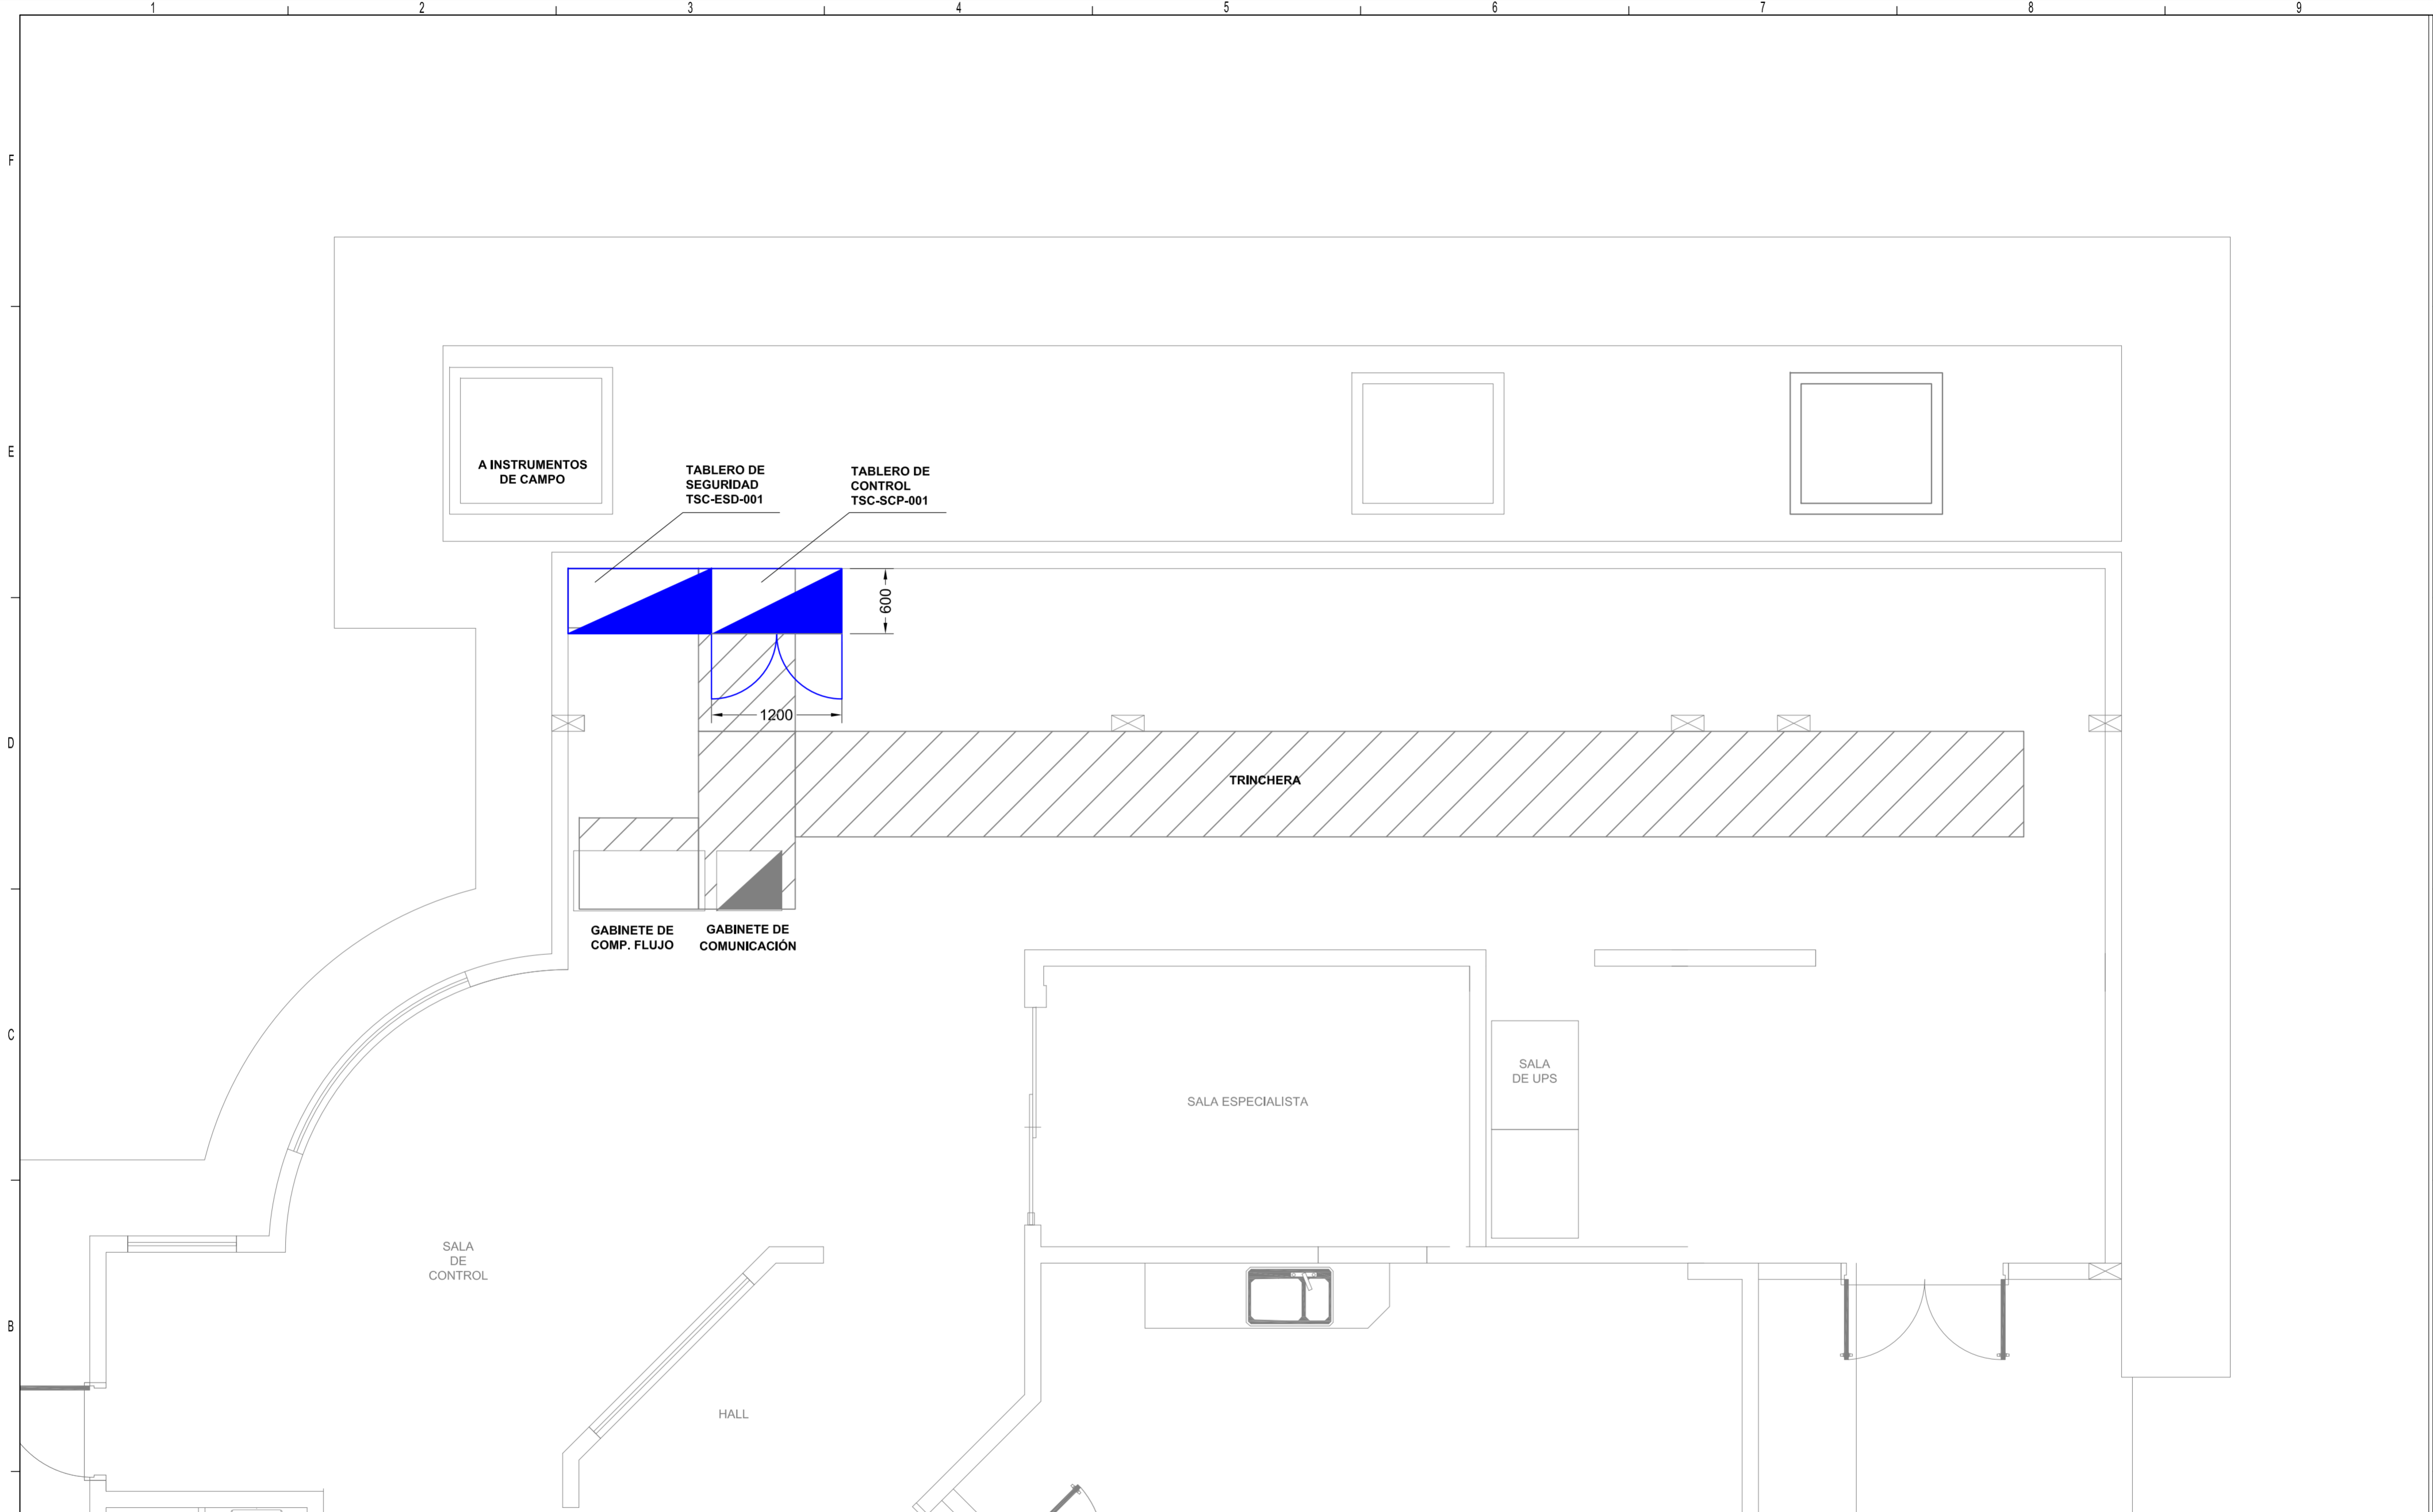 1 2 3 4 5 6 7 8 9
F
E
D
C
B
A INSTRUMENTOS
DE CAMPO
TABLERO DE
SEGURIDAD
TSC-ESD-001
TABLERO DE
CONTROL
TSC-SCP-001
600
1200
TRINCHERA
GABINETE DE
COMP. FLUJO
GABINETE DE
COMUNICACIÓN
SALA
DE UPS
SALA ESPECIALISTA
SALA
DE
CONTROL
HALL